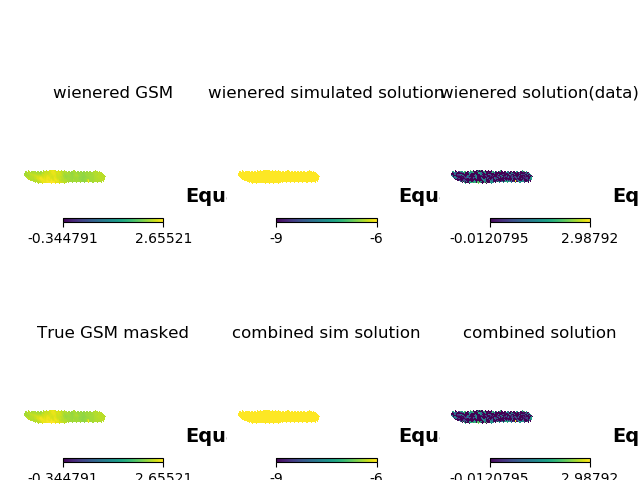 wienered GSM wienered simulated solution wienered solution(data)
Equ Equ Eq
-0.344791 2.65521 -9 -6 -0.0120795 2.98792
True GSM masked combined sim solution combined solution
Equ Equ Eq
-0.344791 2.65521 -9 -6 -0.0120795 2.98792